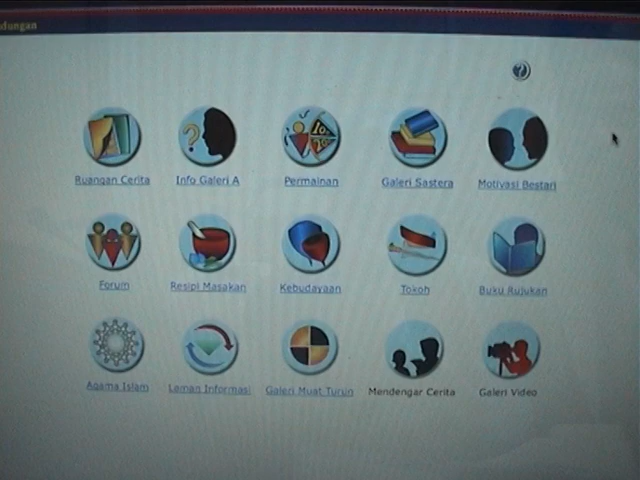 dungan
?
Ruangan Cerita
Info Galeri A
Permainan
Galeri Sastera
Motivasi Bestari
Forum
Resipi Masakan
Kebudayaan
Tokoh
Buku Rujukan
Agama Islam
Laman Informasi
Galeri Muat Turun
Mendengar Cerita
Galeri Video